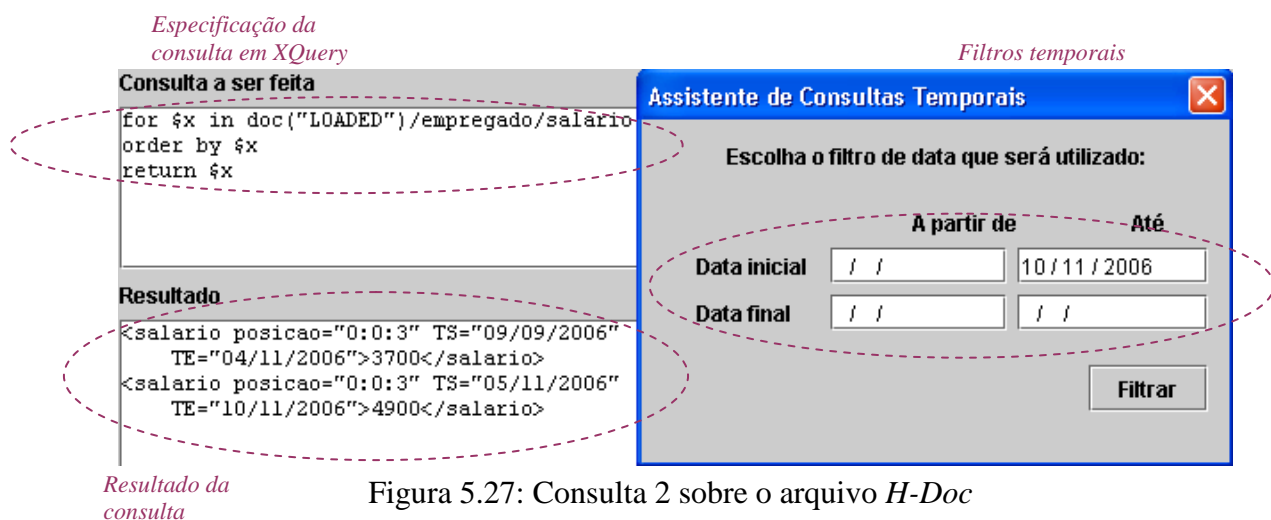 Especificação da
consulta em XQuery
Filtros temporais
Consulta a ser feita
for $x in doc("LOADED")/empregado/salario
order by $x
return $x
Assistente de Consultas Temporais
Escolha o filtro de data que será utilizado:
A partir de Até
Data inicial / / 10/11/2006
Data final / / / /
Filtrar
Resultado
<salario posicao="0:0:3" TS="09/09/2006"
TE="04/11/2006">3700</salario>
<salario posicao="0:0:3" TS="05/11/2006"
TE="10/11/2006">4900</salario>
Resultado da
consulta
Figura 5.27: Consulta 2 sobre o arquivo H-Doc